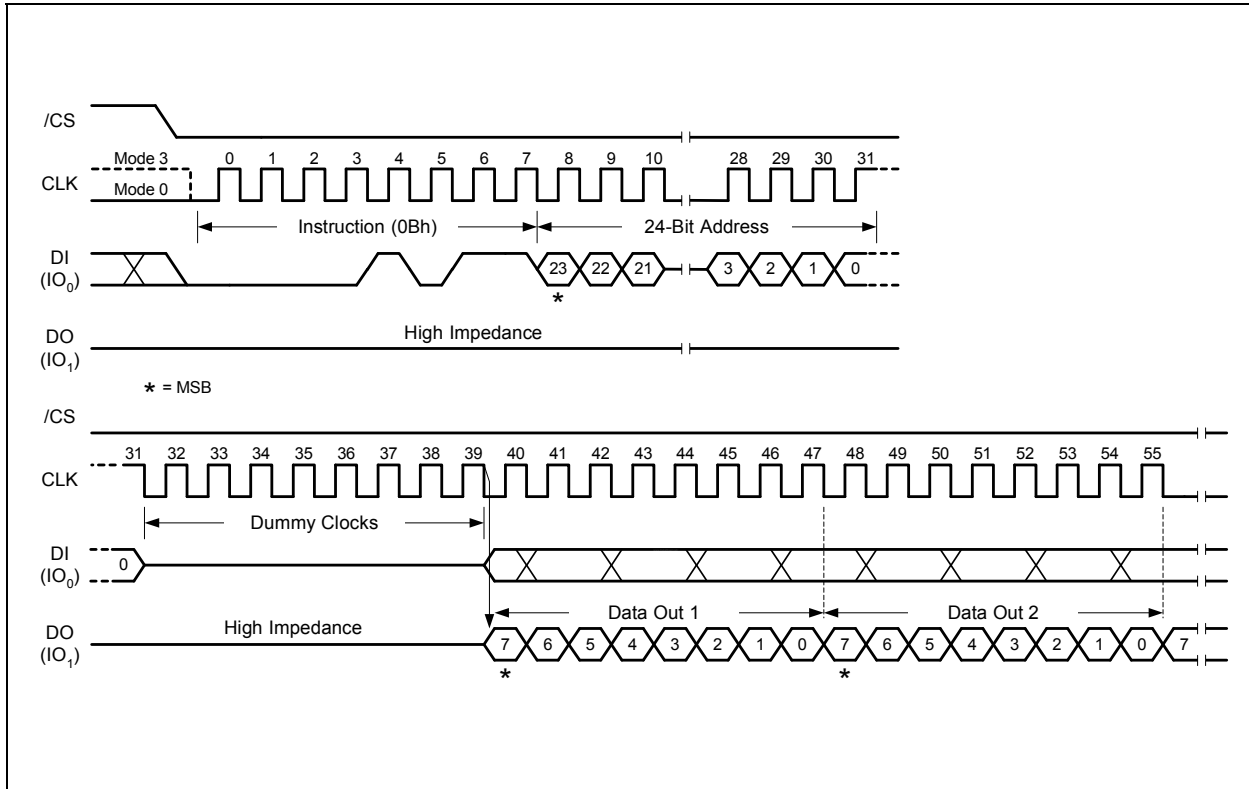 /CS
Mode 3 0 1 2 3 4 5 6 7 8 9 10 28 29 30 31
CLK
Mode 0
Instruction (0Bh) 24-Bit Address
DI
(IO0) 23 22 21 3 2 1 0
*
High Impedance
DO
(IO1)
* = MSB
/CS
31 32 33 34 35 36 37 38 39 40 41 42 43 44 45 46 47 48 49 50 51 52 53 54 55
CLK
Dummy Clocks
DI
(IO0) 0
Data Out 1 Data Out 2
High Impedance
DO
(IO1) 7 6 5 4 3 2 1 0 7 6 5 4 3 2 1 0 7
* *